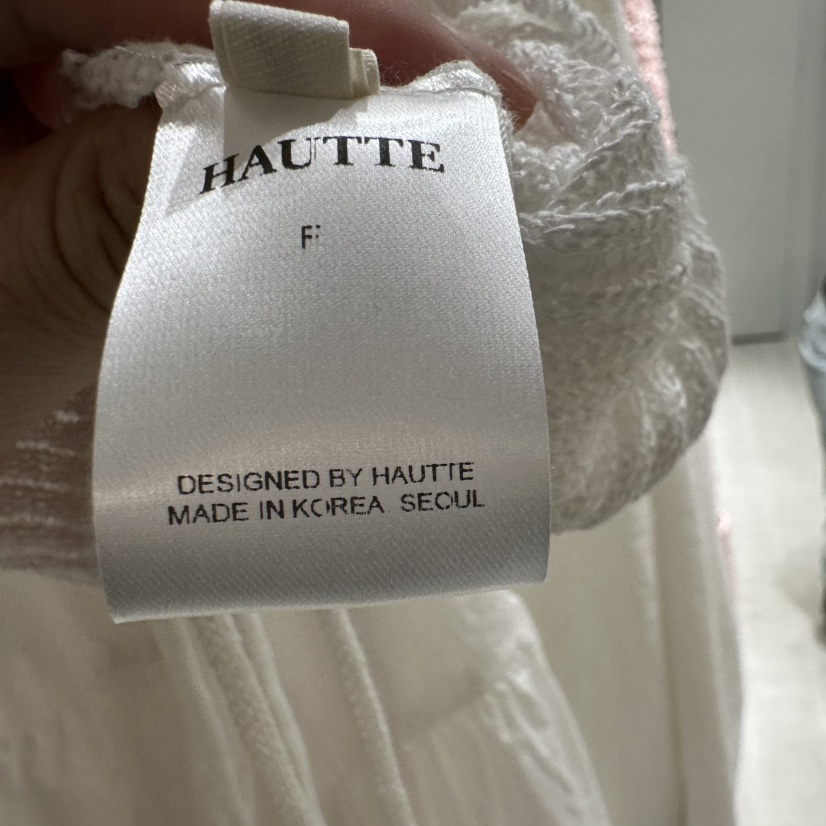 HAUTTE
F
DESIGNED BY HAUTTE
MADE IN KOREA. SEOUL